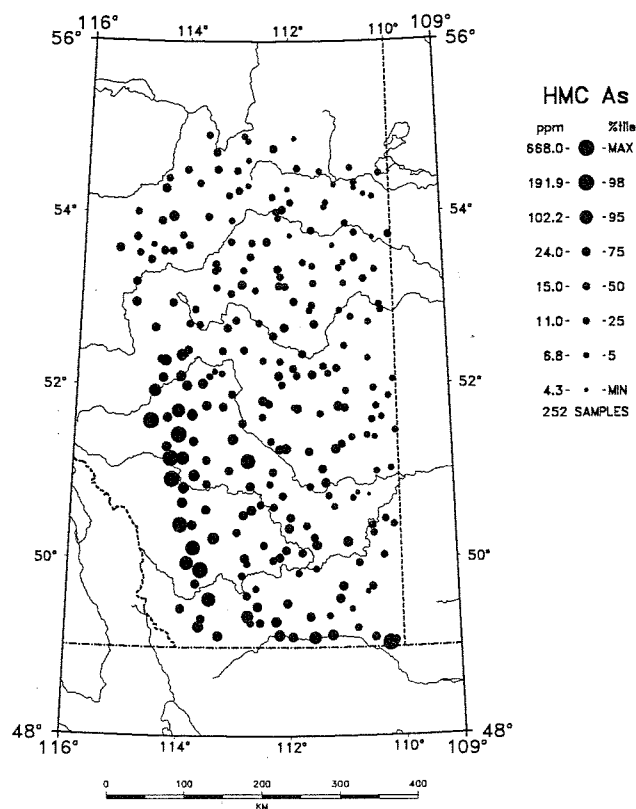 116° 112° 110° 109°
56° 56°
114°
HMC As
ppm %tile
668.0- -MAX
191.9- -98
102.2- -95
24.0- -75
15.0- -50
11.0- -25
6.8- -5
4.3- -MIN
252 SAMPLES
54° 54°
52° 52°
50° 50°
48° 48°
116° 114° 112° 110° 109°
0 100 200 300 400
KM